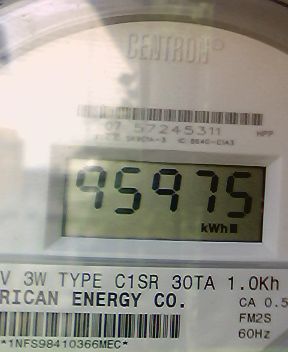 CENTRON
07 57245311 HPP
95975
kWh
V 3W TYPE C1SR 30TA 1.0Kh
RICAN ENERGY CO.
CA 0.5
FM2S
*1NFS98410366MEC*
60Hz